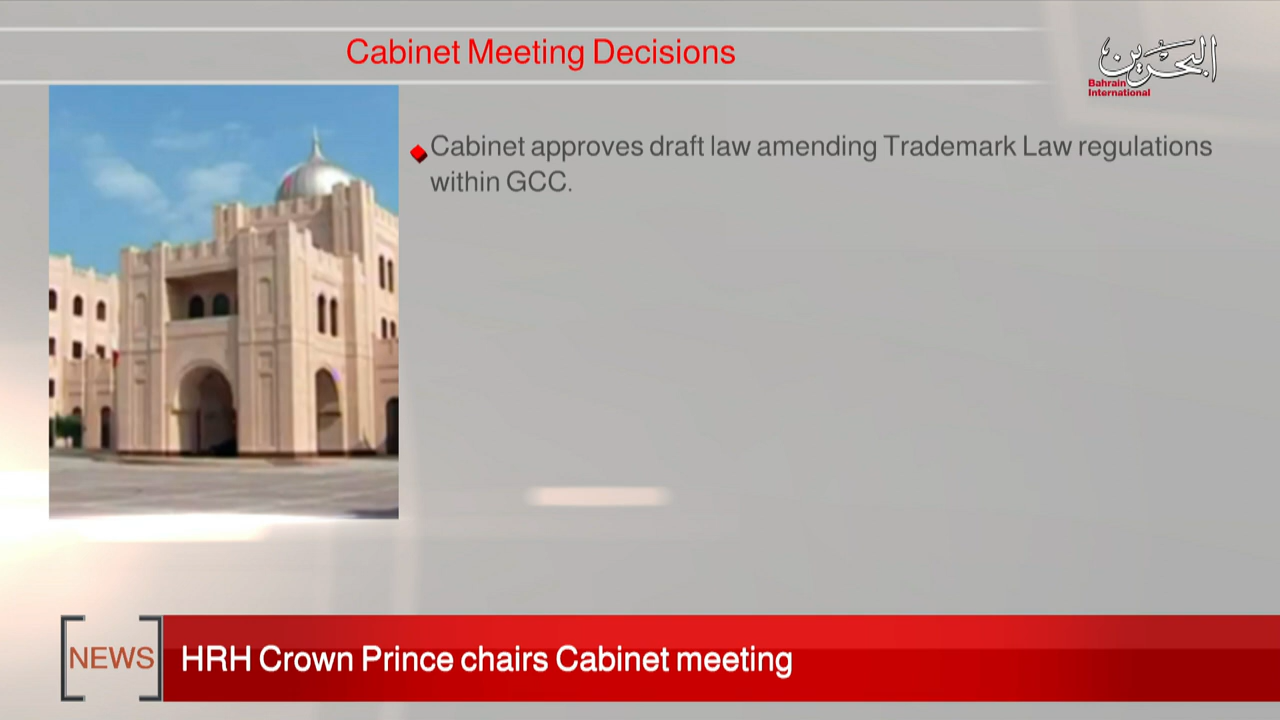 Cabinet Meeting Decisions
البحرين
Bahrain
International
Cabinet approves draft law amending Trademark Law regulations
within GCC.
NEWS
HRH Crown Prince chairs Cabinet meeting